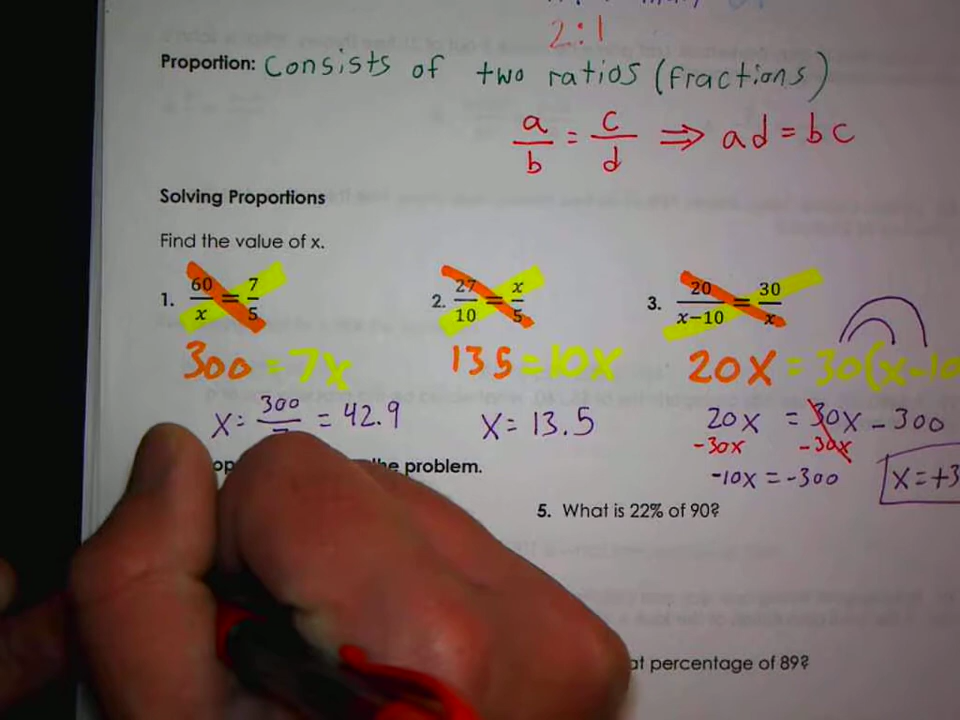 2:1
Proportion: Consists of two ratios (fractions)
a/b = c/d ⇒ ad = bc
Solving Proportions
Find the value of x.
1. 60/x = 7/5
300 = 7x
x = 300/ = 42.9
2. 27/10 = x/5
135 = 10x
x = 13.5
3. 20/x−10 = 30/x
20x = 30(x-10
20x = 30x - 300
-30x -30x
-10x = -300
x = +3
the problem.
5. What is 22% of 90?
percentage of 89?